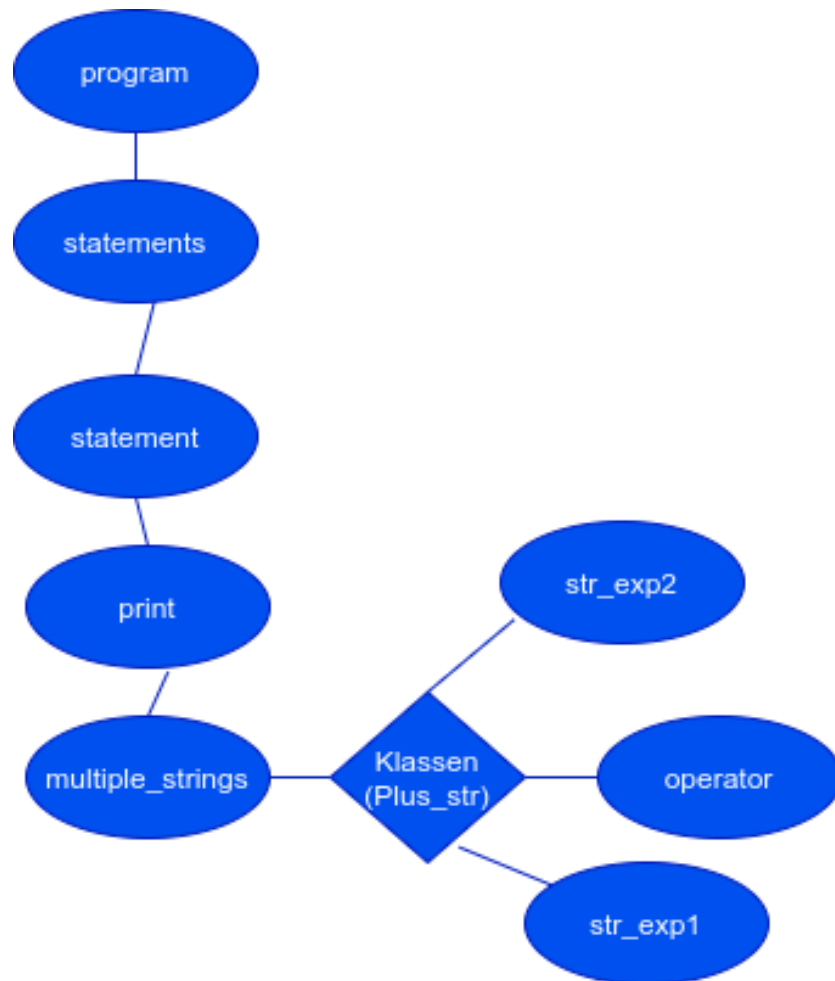 program
statements
statement
print
str_exp2
multiple_strings
Klassen
(Plus_str)
operator
str_exp1